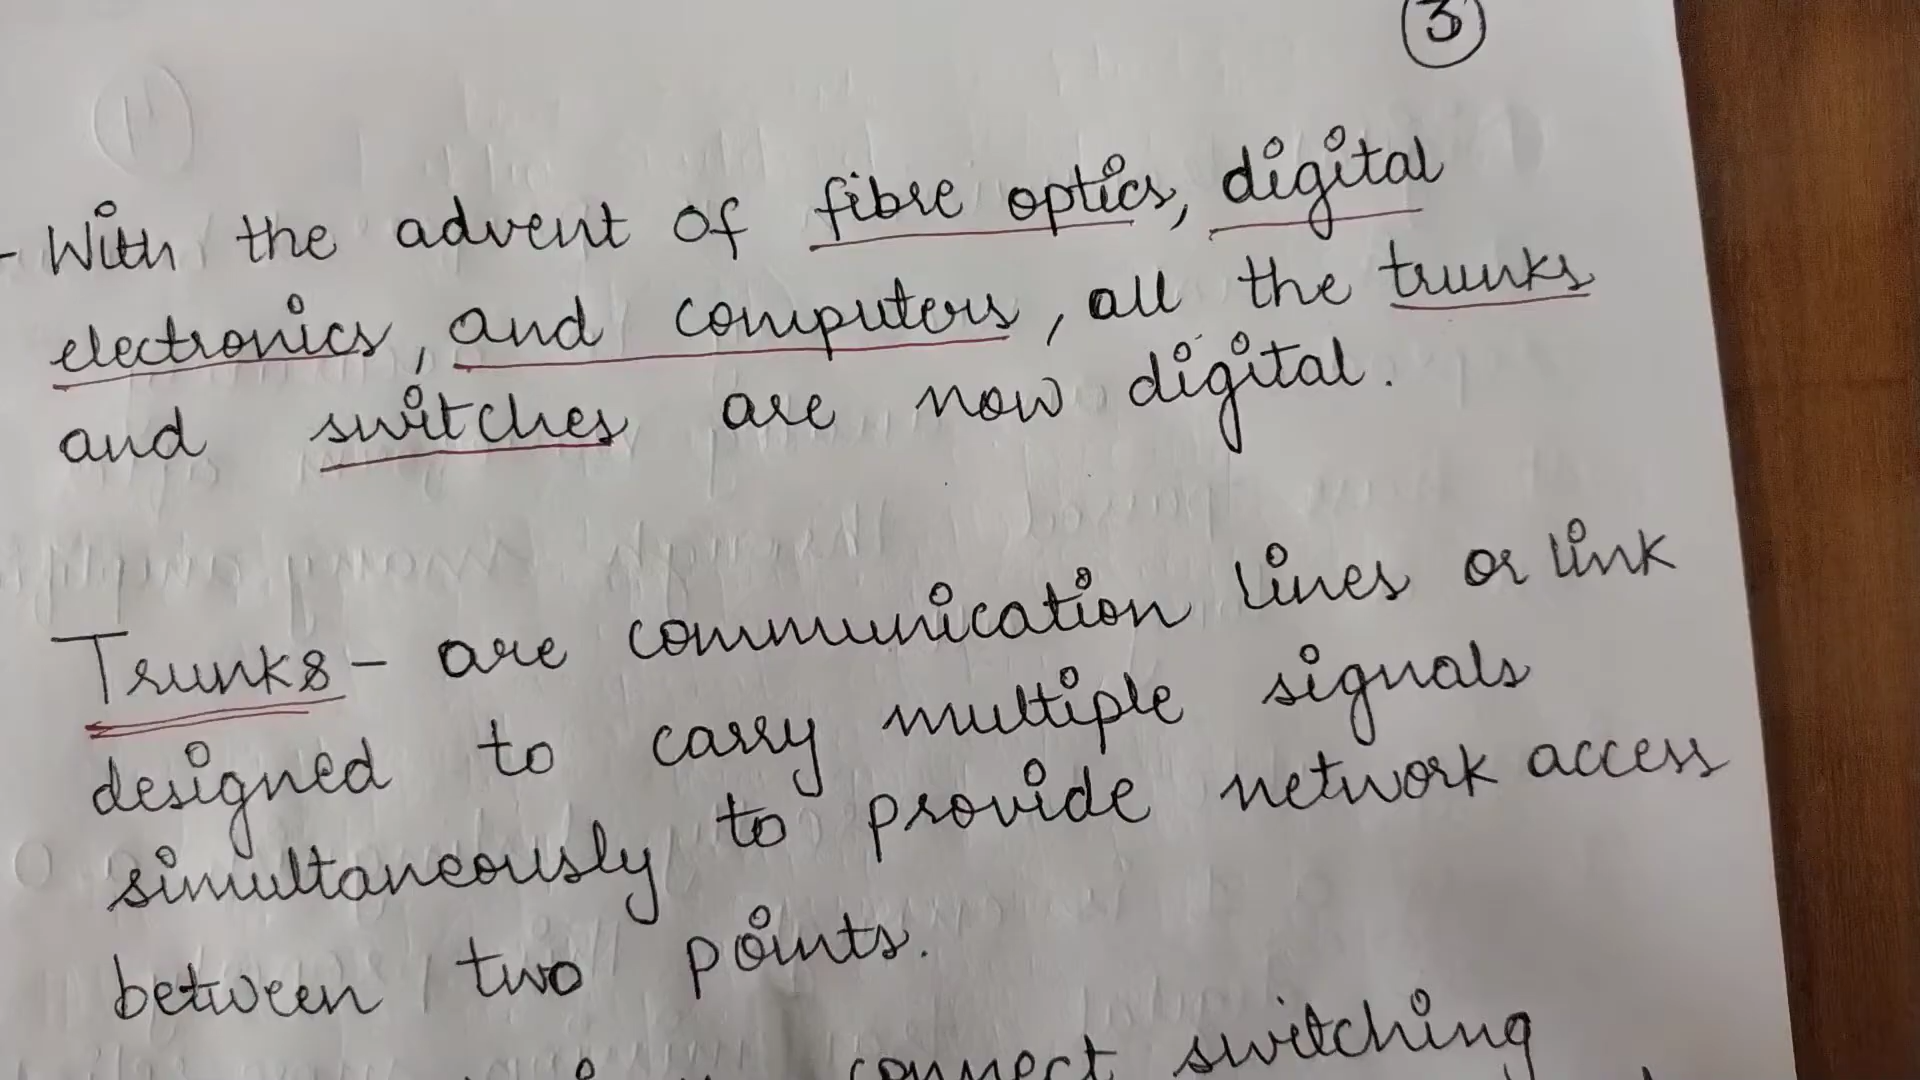 3
- With the advent of fibre optics, digital
electronics, and computers, all the trunks
and switches are now digital.
Trunks - are communication lines or link
designed to carry multiple signals
simultaneously to provide network access
between two points.
connect switching